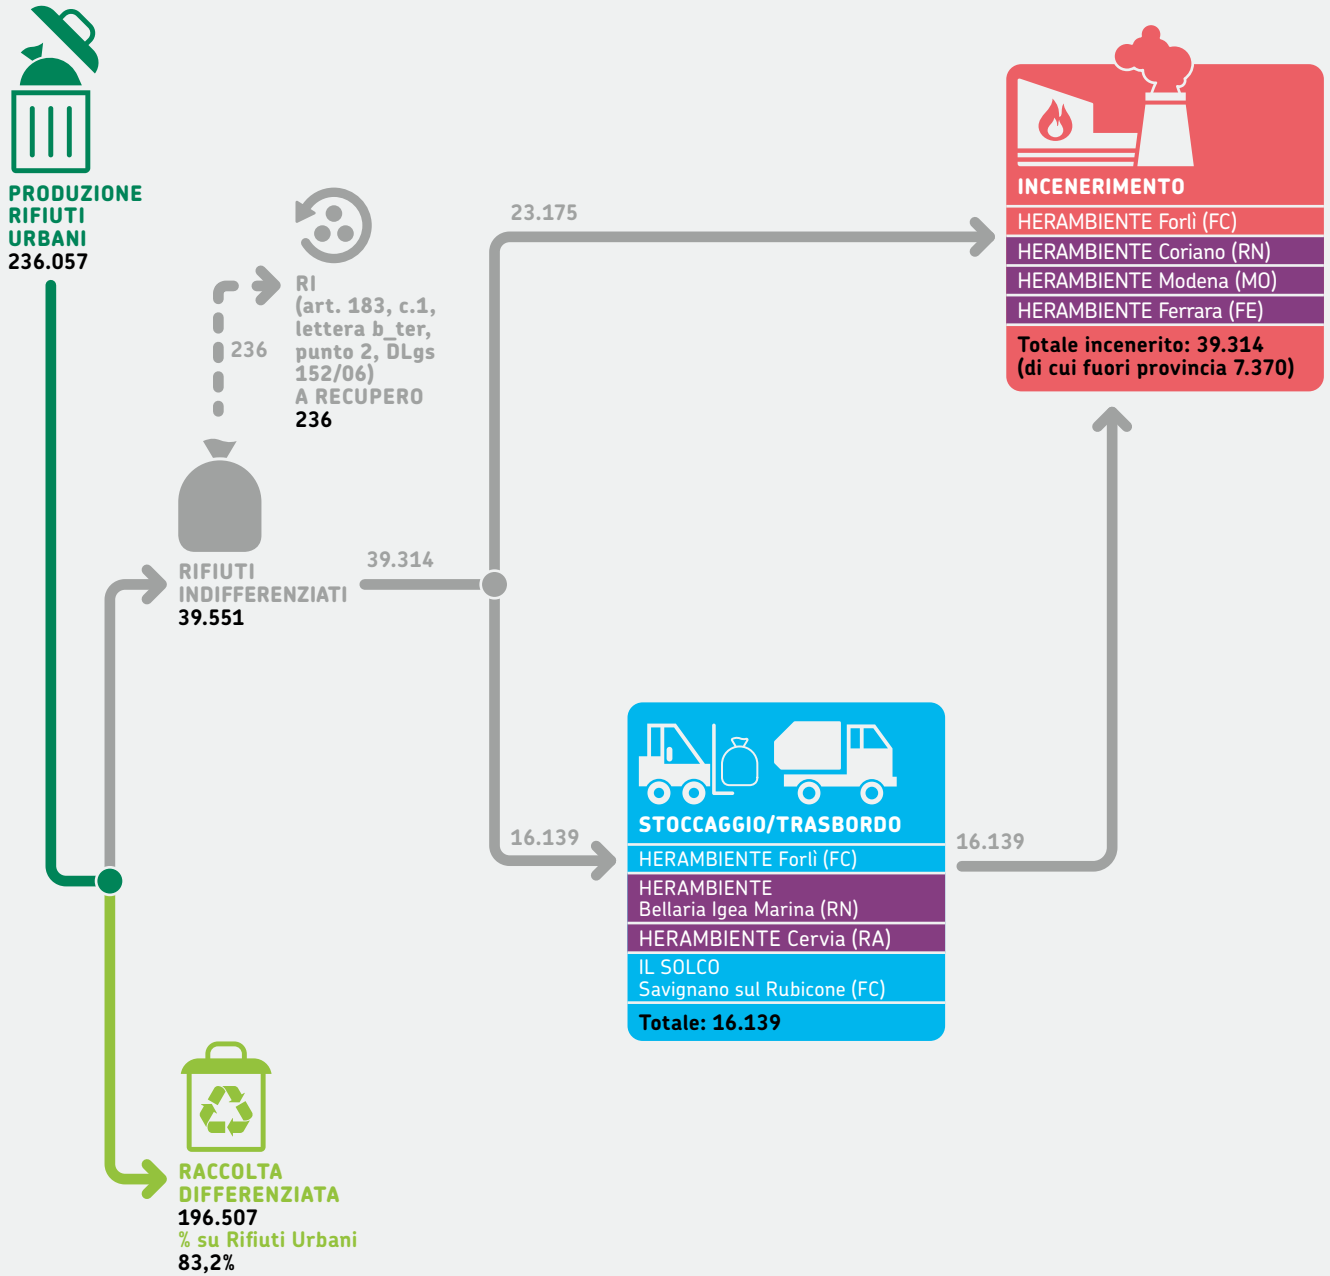 PRODUZIONE
RIFIUTI
URBANI
236.057
RI
(art. 183, c.1,
lettera b_ter,
punto 2, DLgs
152/06)
A RECUPERO
236
236
23.175
INCENERIMENTO
HERAMBIENTE Forlì (FC)
HERAMBIENTE Coriano (RN)
HERAMBIENTE Modena (MO)
HERAMBIENTE Ferrara (FE)
Totale incenerito: 39.314
(di cui fuori provincia 7.370)
RIFIUTI
INDIFFERENZIATI
39.551
39.314
16.139
STOCCAGGIO/TRASBORDO
HERAMBIENTE Forlì (FC)
HERAMBIENTE
Bellaria Igea Marina (RN)
HERAMBIENTE Cervia (RA)
IL SOLCO
Savignano sul Rubicone (FC)
Totale: 16.139
16.139
RACCOLTA
DIFFERENZIATA
196.507
% su Rifiuti Urbani
83,2%